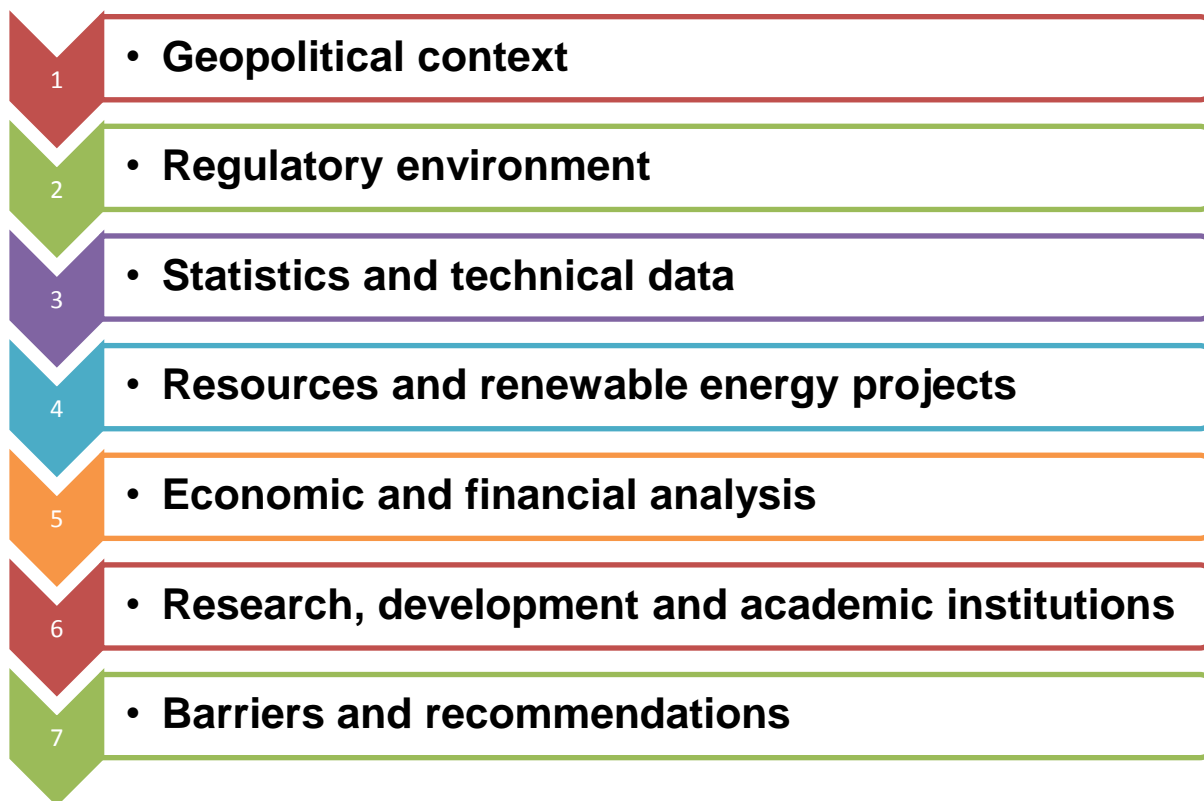 1
• Geopolitical context
2
• Regulatory environment
3
• Statistics and technical data
4
• Resources and renewable energy projects
5
• Economic and financial analysis
6
• Research, development and academic institutions
7
• Barriers and recommendations